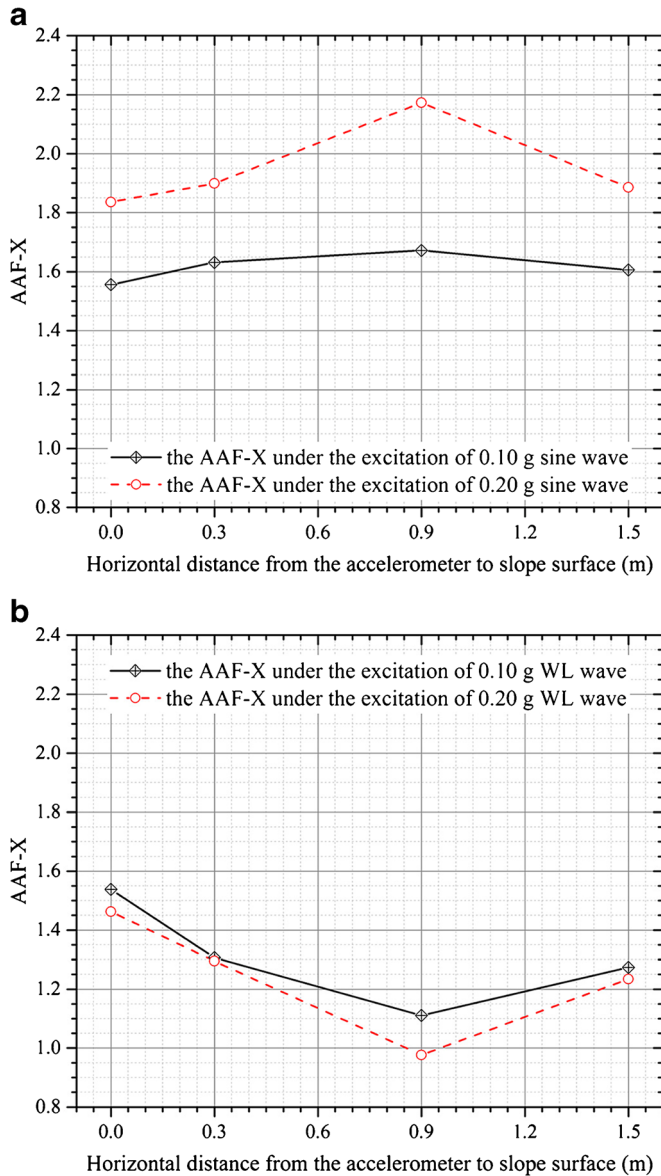 a
2.4
2.2
2.0
1.8
1.6
1.4
1.2
1.0
0.8
AAF-X
the AAF-X under the excitation of 0.10 g sine wave
the AAF-X under the excitation of 0.20 g sine wave
0.0 0.3 0.6 0.9 1.2 1.5
Horizontal distance from the accelerometer to slope surface (m)
b
2.4
2.2
2.0
1.8
1.6
1.4
1.2
1.0
0.8
AAF-X
the AAF-X under the excitation of 0.10 g WL wave
the AAF-X under the excitation of 0.20 g WL wave
0.0 0.3 0.6 0.9 1.2 1.5
Horizontal distance from the accelerometer to slope surface (m)